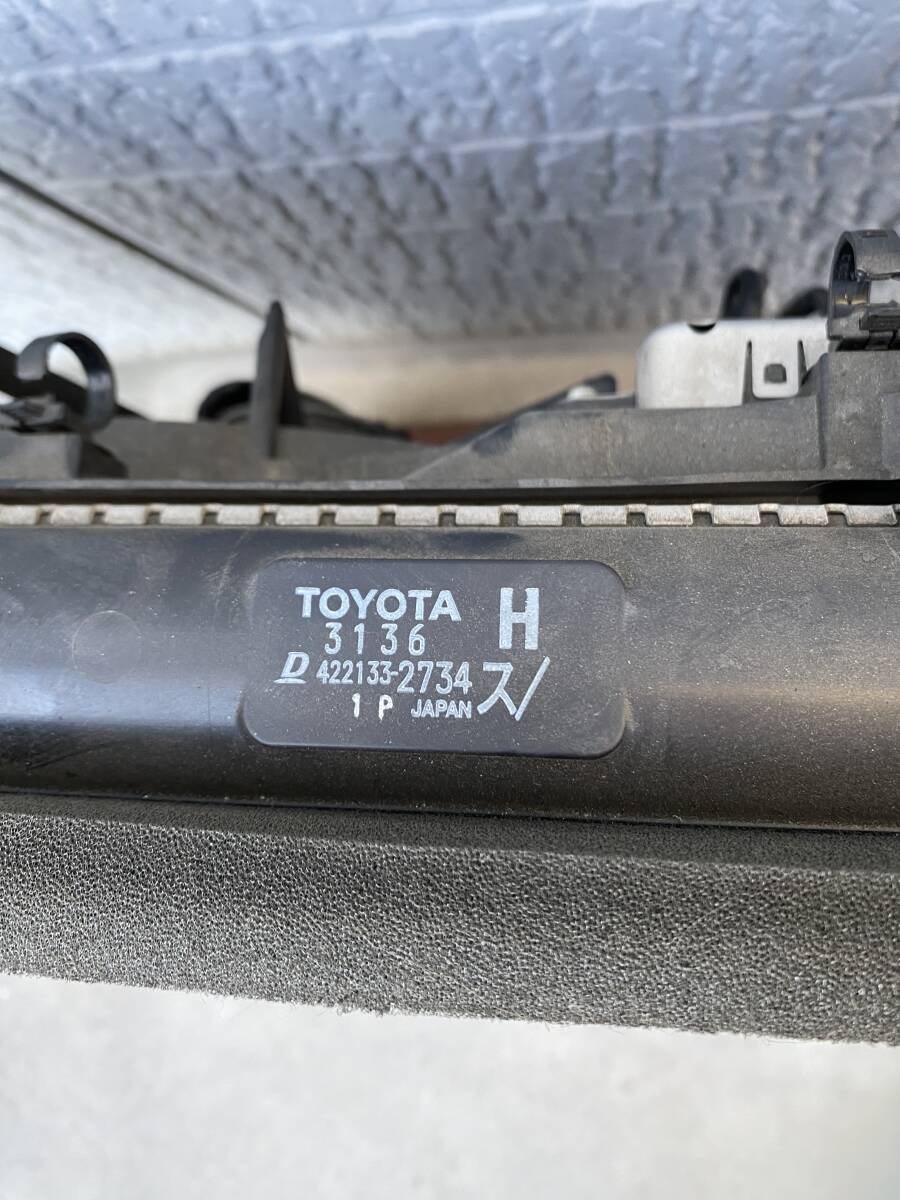 TOYOTA H
3136
D 422133-2734 ス/
1 P JAPAN